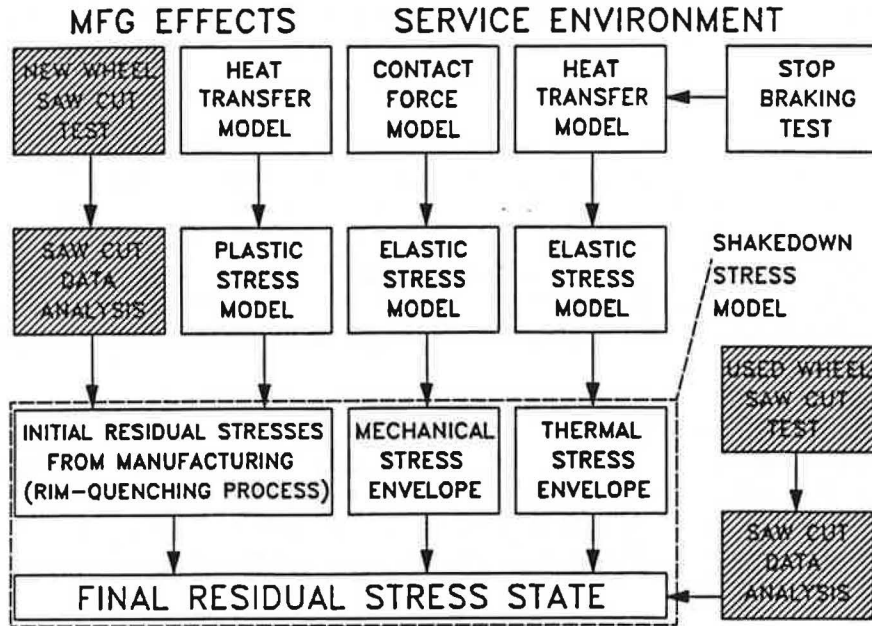 MFG EFFECTS
SERVICE ENVIRONMENT
NEW WHEEL
SAW CUT
TEST
HEAT
TRANSFER
MODEL
CONTACT
FORCE
MODEL
HEAT
TRANSFER
MODEL
STOP
BRAKING
TEST
SAW CUT
DATA
ANALYSIS
PLASTIC
STRESS
MODEL
ELASTIC
STRESS
MODEL
ELASTIC
STRESS
MODEL
SHAKEDOWN
STRESS
MODEL
USED WHEEL
SAW CUT
TEST
INITIAL RESIDUAL STRESSES
FROM MANUFACTURING
(RIM-QUENCHING PROCESS)
MECHANICAL
STRESS
ENVELOPE
THERMAL
STRESS
ENVELOPE
SAW CUT
DATA
ANALYSIS
FINAL RESIDUAL STRESS STATE